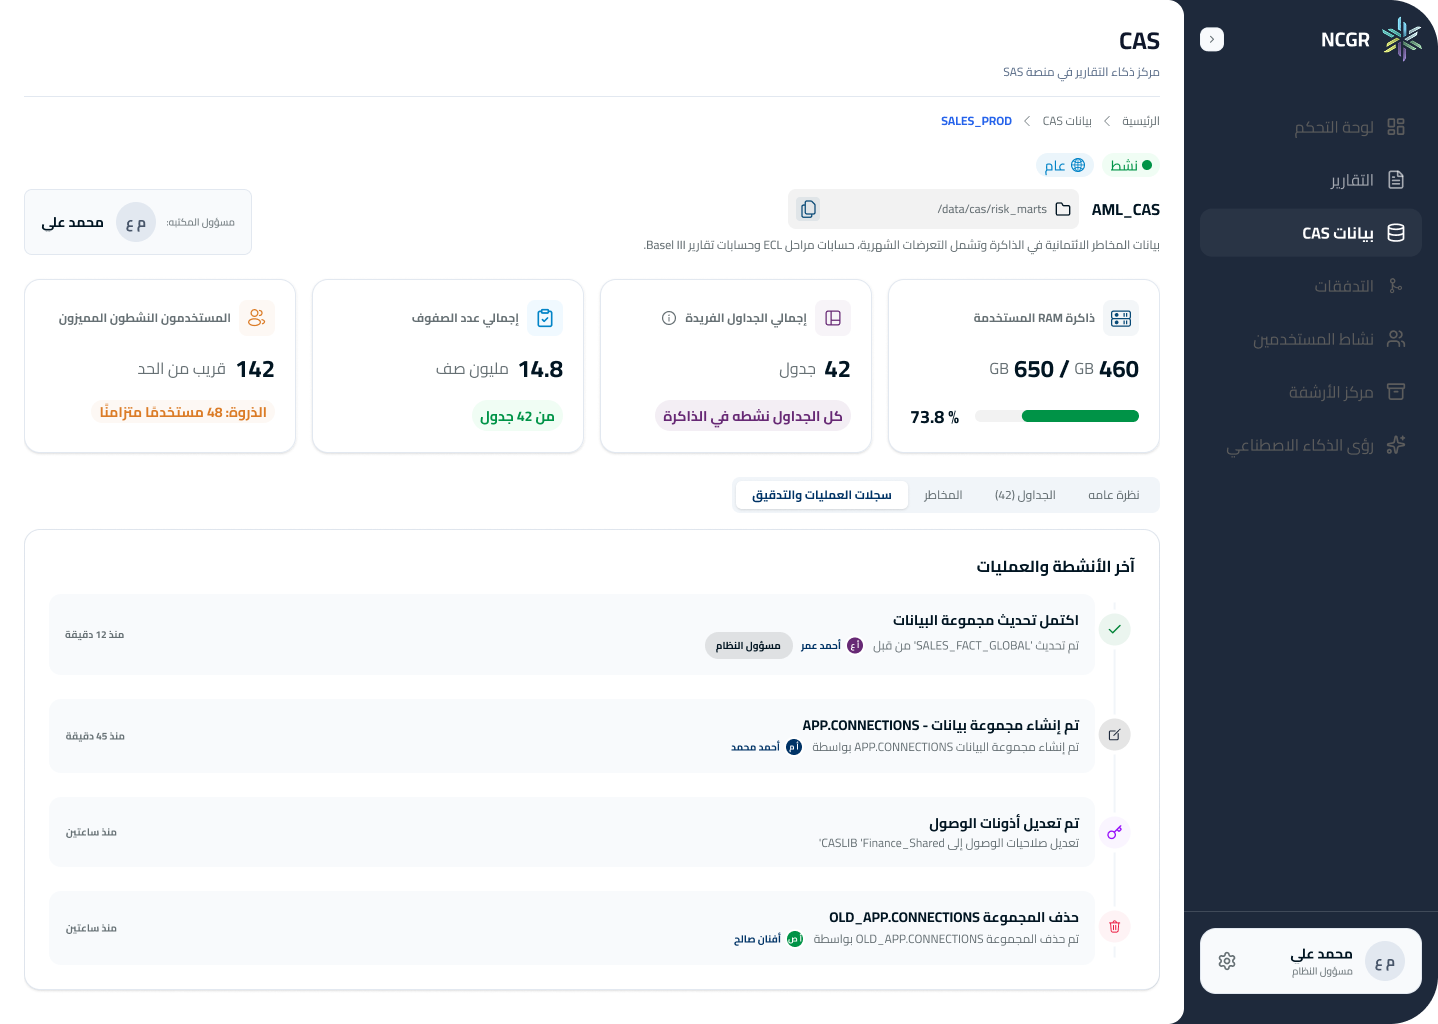 NCGR
لوحة التحكم
التقارير
بيانات CAS
التدفقات
نشاط المستخدمين
مركز الأرشفة
رؤى الذكاء الاصطناعي
م ع
محمد علي
مسؤول النظام
CAS
مركز ذكاء التقارير في منصة SAS
الرئيسية
بيانات CAS
SALES_PROD
نشط
عام
AML_CAS
/data/cas/risk_marts
بيانات المخاطر الائتمانية في الذاكرة وتشمل التعرضات الشهرية، حسابات مراحل ECL وحسابات تقارير Basel III.
مسؤول المكتبه:
م ع
محمد علي
ذاكرة RAM المستخدمة
460 GB / 650 GB
73.8 %
إجمالي الجداول الفريدة
42 جدول
كل الجداول نشطه في الذاكرة
إجمالي عدد الصفوف
14.8 مليون صف
من 42 جدول
المستخدمون النشطون المميزون
142 قريب من الحد
الذروة: 48 مستخدمًا متزامنًا
نظرة عامه
الجداول (42)
المخاطر
سجلات العمليات والتدقيق
آخر الأنشطة والعمليات
اكتمل تحديث مجموعة البيانات
تم تحديث 'SALES_FACT_GLOBAL' من قبل أ ع أحمد عمر مسؤول النظام
منذ 12 دقيقة
تم إنشاء مجموعة بيانات - APP.CONNECTIONS
تم إنشاء مجموعة البيانات APP.CONNECTIONS بواسطة أ م أحمد محمد
منذ 45 دقيقة
تم تعديل أذونات الوصول
تعديل صلاحيات الوصول إلى CASLIB 'Finance_Shared'
منذ ساعتين
حذف المجموعة OLD_APP.CONNECTIONS
تم حذف المجموعة OLD_APP.CONNECTIONS بواسطة أ ص أفنان صالح
منذ ساعتين